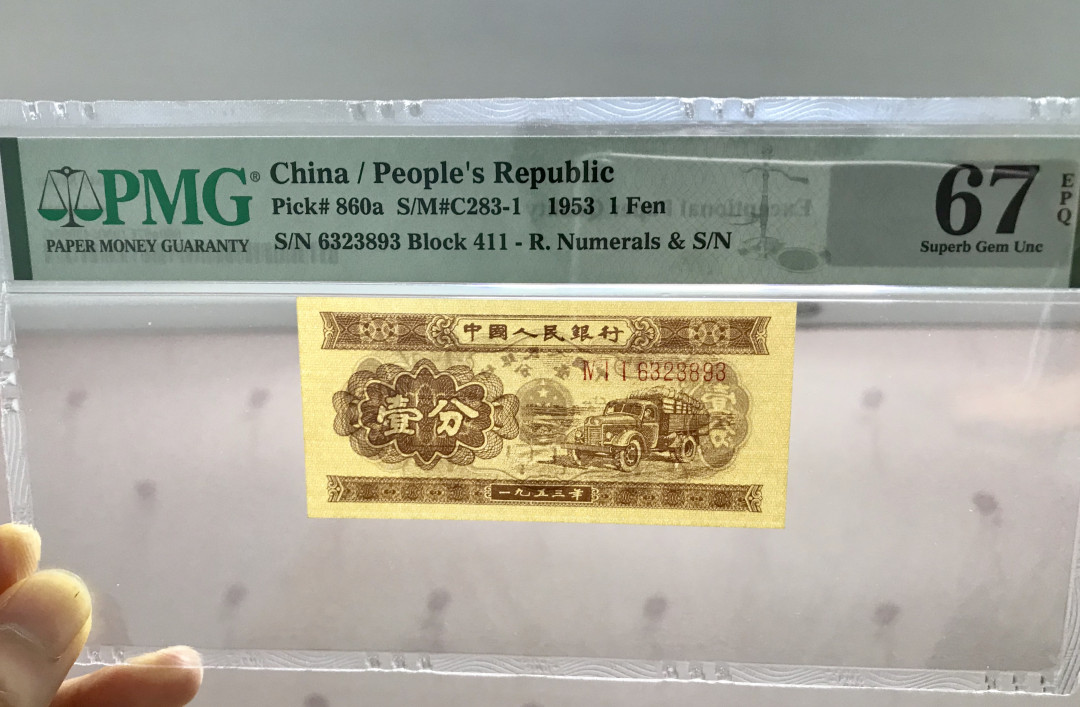 PMG®
PAPER MONEY GUARANTY
China / People's Republic
Pick# 860a S/M#C283-1 1953 1 Fen
S/N 6323893 Block 411 - R. Numerals & S/N
67
EPQ
Superb Gem Unc
中國人民銀行
ⅣⅠⅠ 6323893
壹分
一九五三年